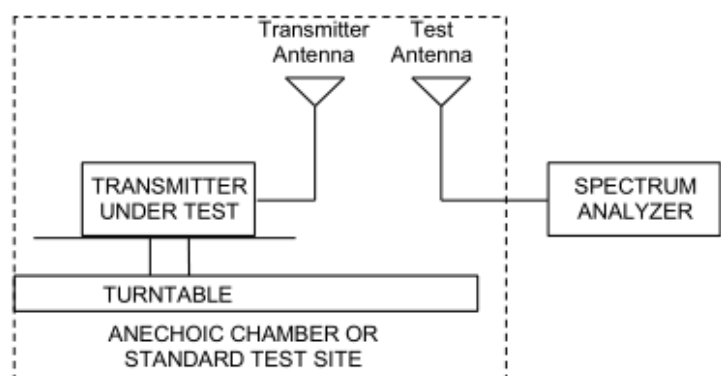 Transmitter
Antenna
Test
Antenna
TRANSMITTER
UNDER TEST
SPECTRUM
ANALYZER
TURNTABLE
ANECHOIC CHAMBER OR
STANDARD TEST SITE